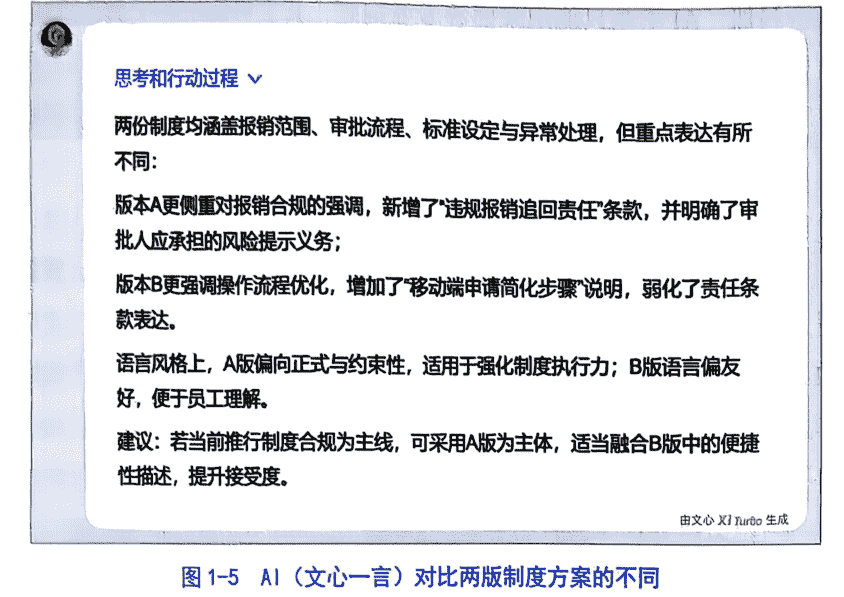 思考和行动过程
两份制度均涵盖报销范围、审批流程、标准设定与异常处理，但重点表达有所
不同：
版本A更侧重对报销合规的强调，新增了“违规报销追回责任”条款，并明确了审
批人应承担的风险提示义务；
版本B更强调操作流程优化，增加了“移动端申请简化步骤”说明，弱化了责任条
款表达。
语言风格上，A版偏向正式与约束性，适用于强化制度执行力；B版语言偏友
好，便于员工理解。
建议：若当前推行制度合规为主线，可采用A版为主体，适当融合B版中的便捷
性描述，提升接受度。
由文心 X1 Turbo 生成
图 1-5 AI（文心一言）对比两版制度方案的不同